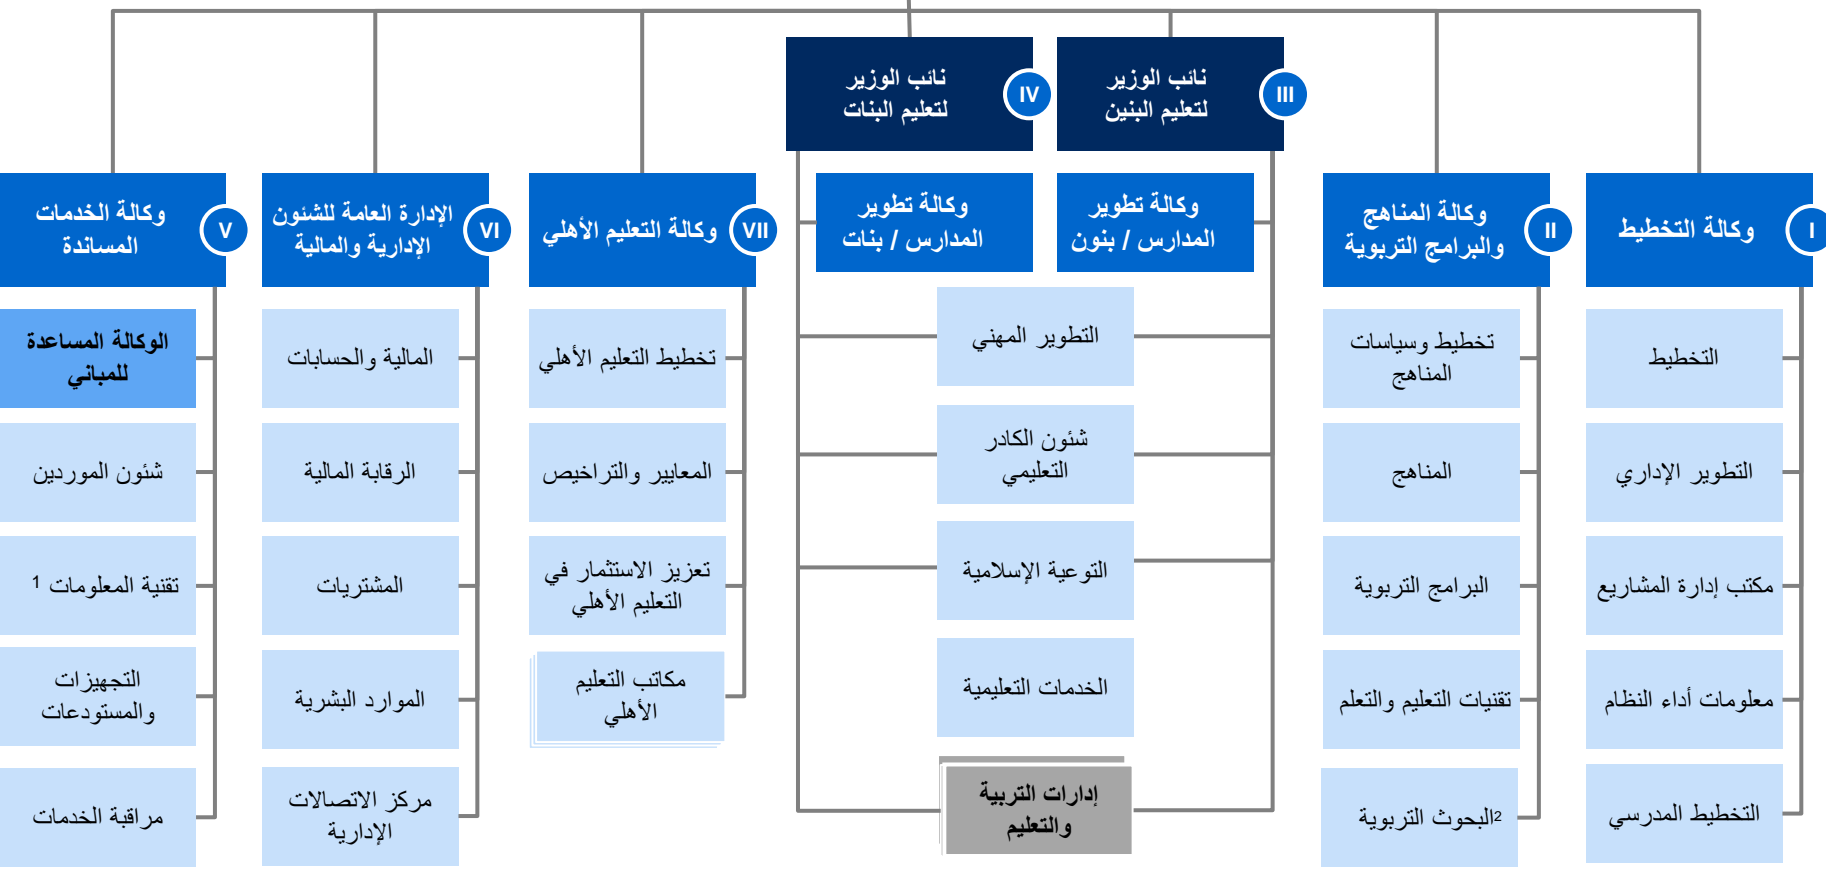 نائب الوزير
لتعليم البنين
III
نائب الوزير
لتعليم البنات
IV
وكالة التخطيط
I
التخطيط
التطوير الإداري
مكتب إدارة المشاريع
معلومات أداء النظام
التخطيط المدرسي
وكالة المناهج
والبرامج التربوية
II
تخطيط وسياسات
المناهج
المناهج
البرامج التربوية
تقنيات التعليم والتعلم
البحوث التربوية²
وكالة تطوير
المدارس / بنون
وكالة تطوير
المدارس / بنات
التطوير المهني
شئون الكادر
التعليمي
التوعية الإسلامية
الخدمات التعليمية
إدارات التربية
والتعليم
وكالة التعليم الأهلي
VII
تخطيط التعليم الأهلي
المعايير والتراخيص
تعزيز الاستثمار في
التعليم الأهلي
مكاتب التعليم
الأهلي
الإدارة العامة للشئون
الإدارية والمالية
VI
المالية والحسابات
الرقابة المالية
المشتريات
الموارد البشرية
مركز الاتصالات
الإدارية
وكالة الخدمات
المساندة
V
الوكالة المساعدة
للمباني
شئون الموردين
تقنية المعلومات ¹
التجهيزات
والمستودعات
مراقبة الخدمات